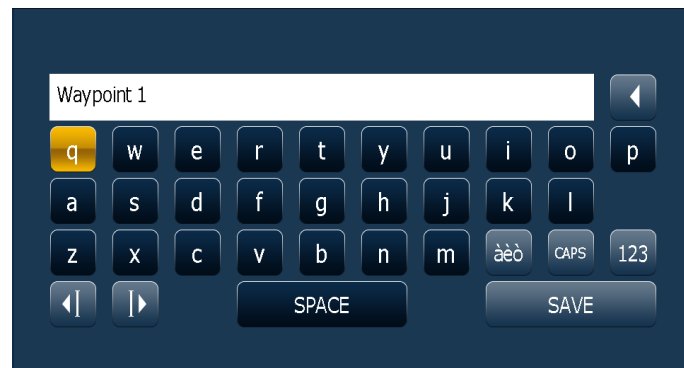 Waypoint 1
q w e r t y u i o p
a s d f g h j k l
z x c v b n m àèò CAPS 123
SPACE SAVE